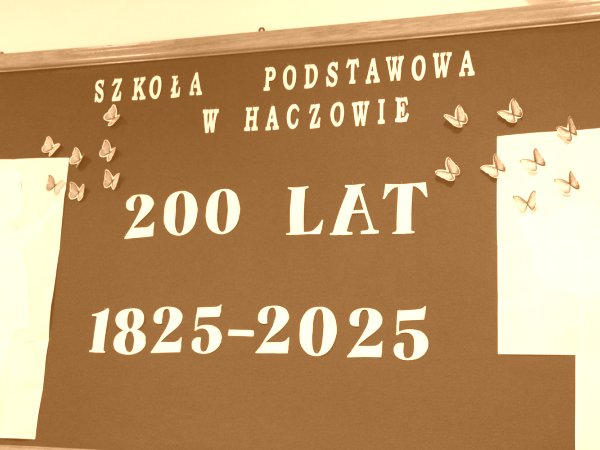 SZKOŁA PODSTAWOWA
W HACZOWIE
200 LAT
1825-2025